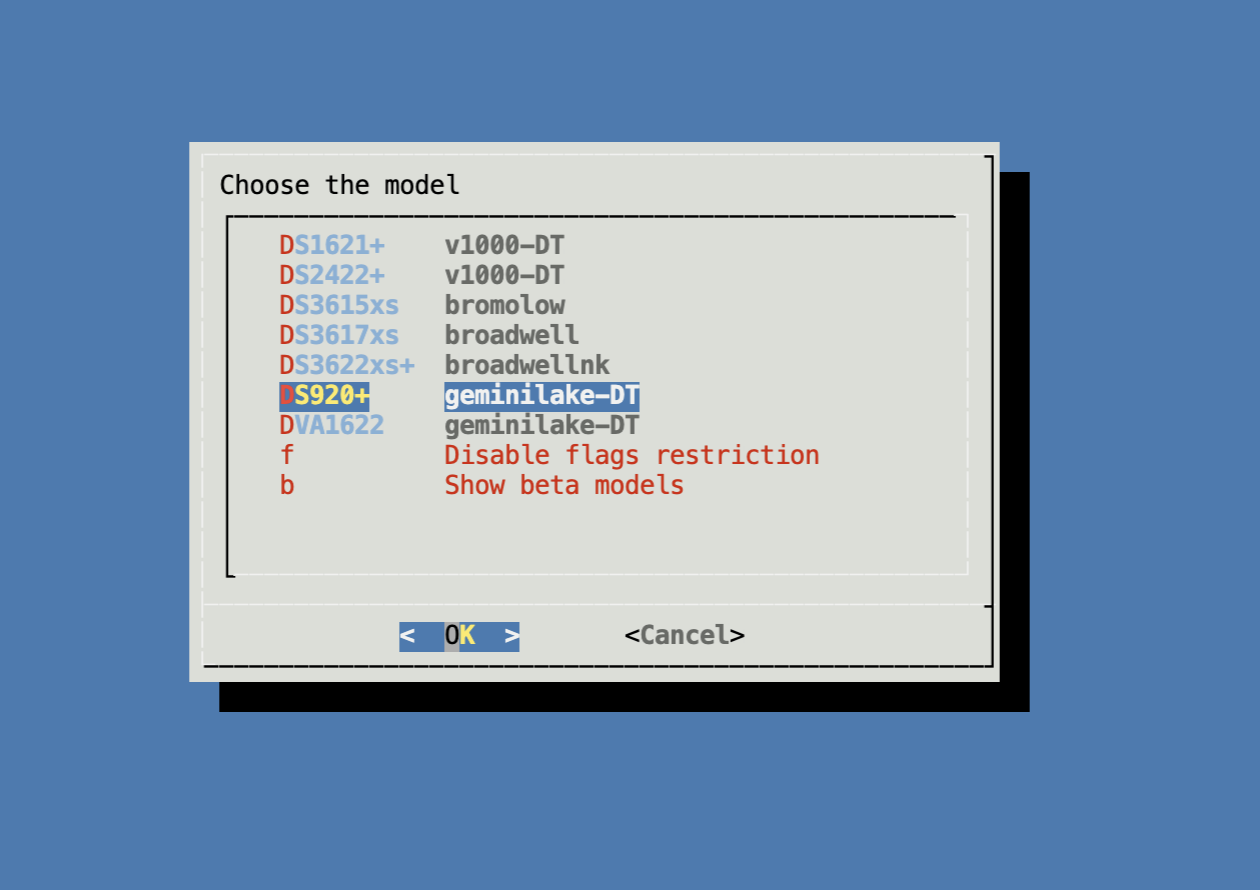 Choose the model
DS1621+ v1000-DT
DS2422+ v1000-DT
DS3615xs bromolow
DS3617xs broadwell
DS3622xs+ broadwellnk
DS920+ geminilake-DT
DVA1622 geminilake-DT
f Disable flags restriction
b Show beta models
< OK > <Cancel>